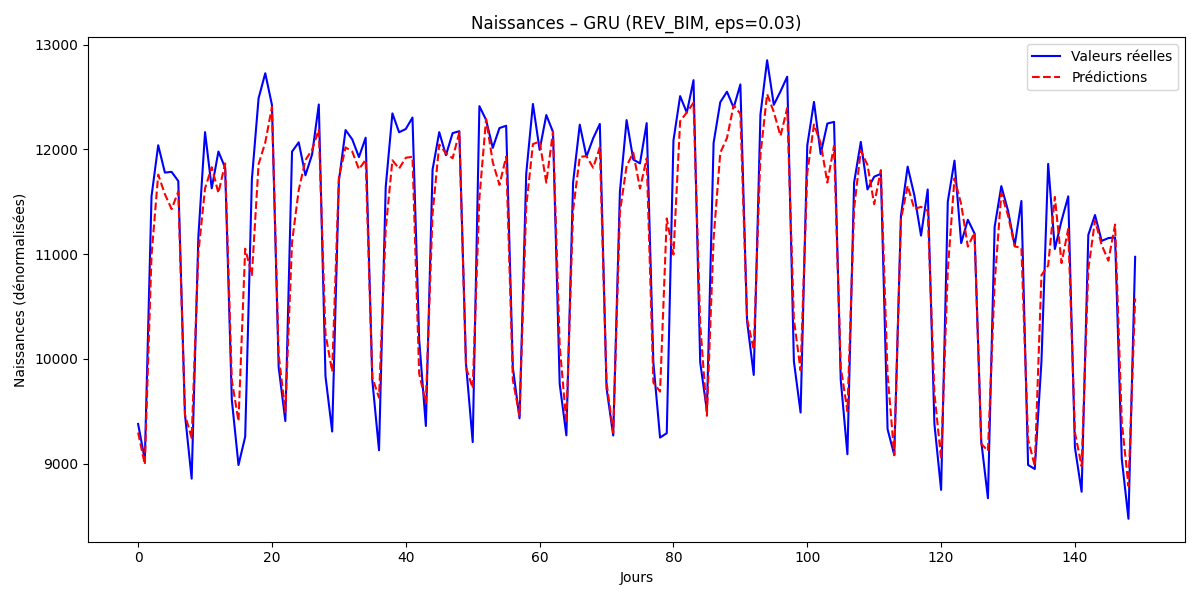 Naissances – GRU (REV_BIM, eps=0.03)
Valeurs réelles
Prédictions
Naissances (dénormalisées)
13000
12000
11000
10000
9000
0 20 40 60 80 100 120 140
Jours